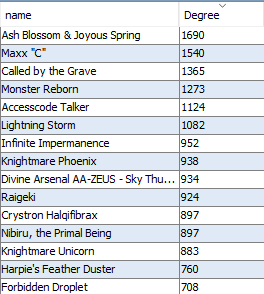 name Degree
Ash Blossom & Joyous Spring 1690
Maxx "C" 1540
Called by the Grave 1365
Monster Reborn 1273
Accesscode Talker 1124
Lightning Storm 1082
Infinite Impermanence 952
Knightmare Phoenix 938
Divine Arsenal AA-ZEUS - Sky Thu... 934
Raigeki 924
Crystron Halqifibrax 897
Nibiru, the Primal Being 897
Knightmare Unicorn 883
Harpie's Feather Duster 760
Forbidden Droplet 708